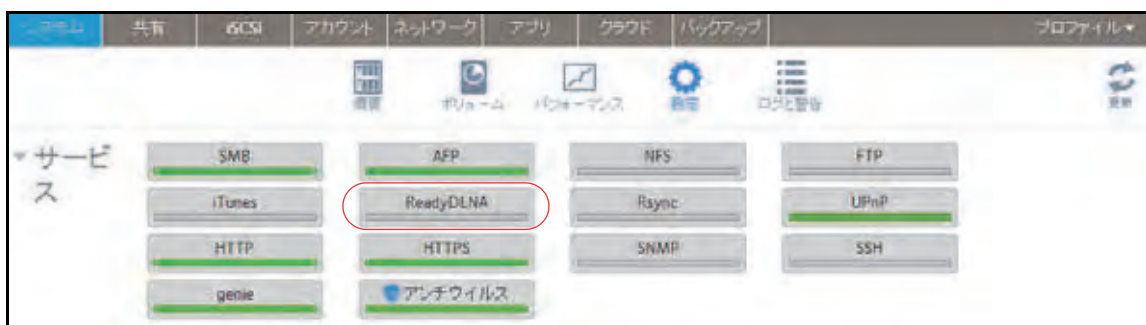 システム 共有 iSCSI アカウント ネットワーク アプリ クラウド バックアップ プロファイル
概要 ボリューム パフォーマンス 設定 ログと警告 更新
サービ
ス
SMB AFP NFS FTP
iTunes ReadyDLNA Rsync UPnP
HTTP HTTPS SNMP SSH
genie アンチウイルス